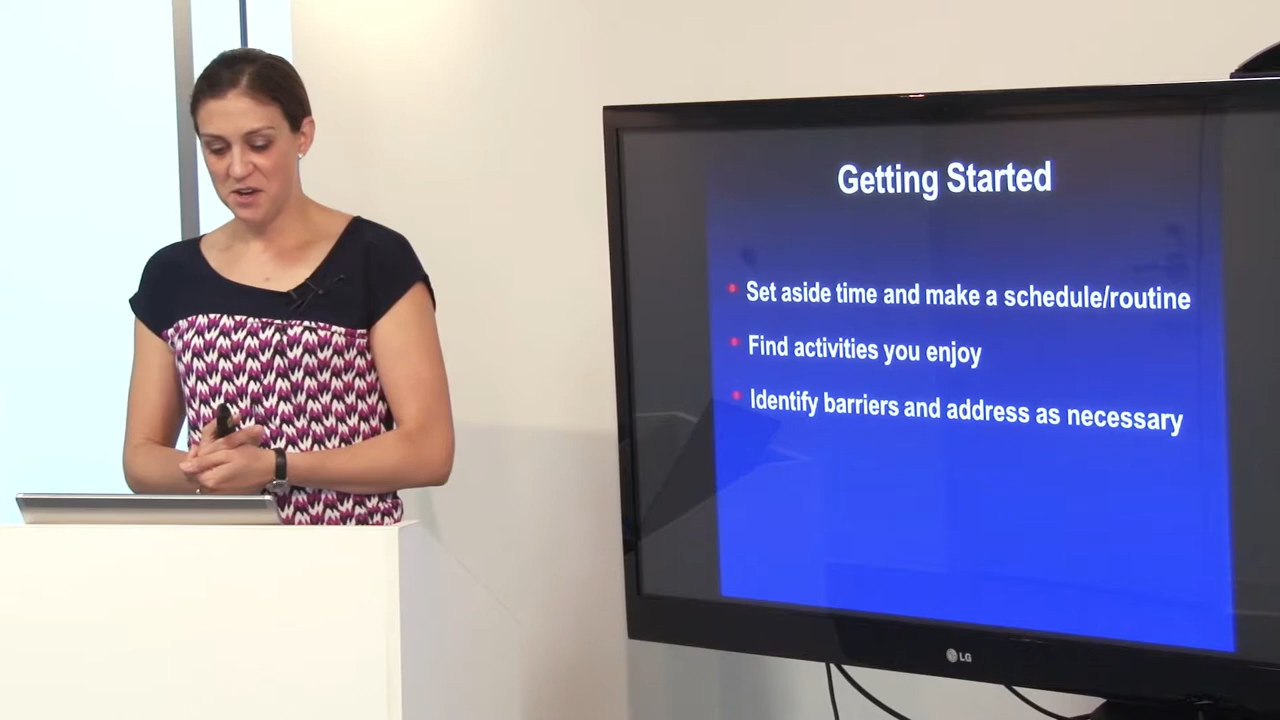 Getting Started
• Set aside time and make a schedule/routine
• Find activities you enjoy
• Identify barriers and address as necessary
LG